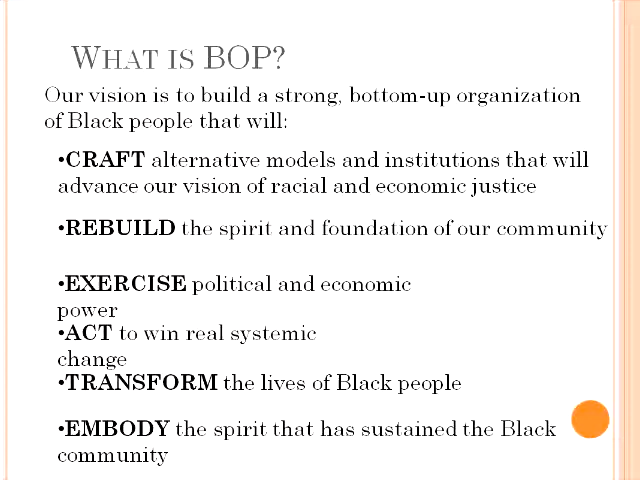 WHAT IS BOP?
Our vision is to build a strong, bottom-up organization
of Black people that will:
•CRAFT alternative models and institutions that will
advance our vision of racial and economic justice
•REBUILD the spirit and foundation of our community
•EXERCISE political and economic
power
•ACT to win real systemic
change
•TRANSFORM the lives of Black people
•EMBODY the spirit that has sustained the Black
community